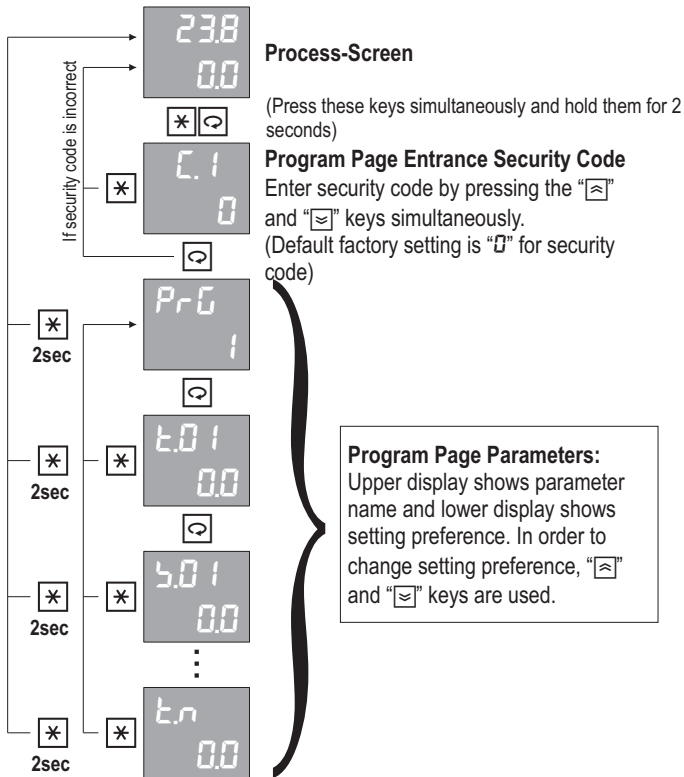 23.8
0.0
Process-Screen
(Press these keys simultaneously and hold them for 2
seconds)
If security code is incorrect
C.1
0
Program Page Entrance Security Code
Enter security code by pressing the “”
and “” keys simultaneously.
(Default factory setting is “0” for security
code)
PrG
1
2sec
t.01
0.0
2sec
Program Page Parameters:
Upper display shows parameter
name and lower display shows
setting preference. In order to
change setting preference, “”
and “” keys are used.
S.01
0.0
2sec
t.n
0.0
2sec